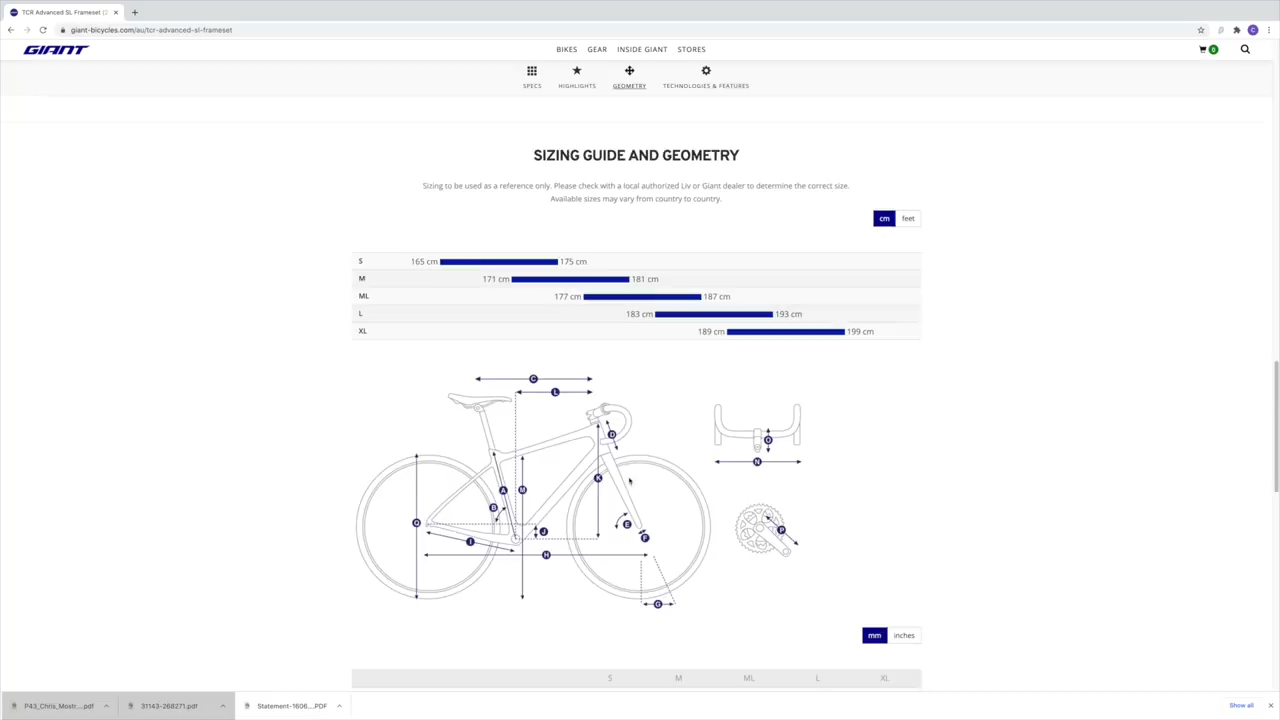 TCR Advanced SL Frameset (2
giant-bicycles.com/au/tcr-advanced-sl-frameset
C
GIANT
BIKES GEAR INSIDE GIANT STORES
0
SPECS HIGHLIGHTS GEOMETRY TECHNOLOGIES & FEATURES
SIZING GUIDE AND GEOMETRY
Sizing to be used as a reference only. Please check with a local authorized Liv or Giant dealer to determine the correct size.
Available sizes may vary from country to country.
cm feet
S 165 cm 175 cm
M 171 cm 181 cm
ML 177 cm 187 cm
L 183 cm 193 cm
XL 189 cm 199 cm
C
L
D
O
N
K
A M
B
Q
E
J
P
F
I
H
G
mm inches
S M ML L XL
P43_Chris_Mostr....pdf 31143-268271.pdf Statement-1606....PDF Show all